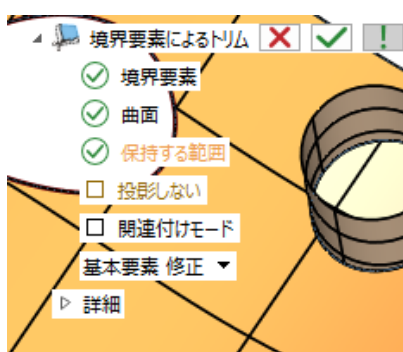 境界要素によるトリム
境界要素
曲面
保持する範囲
投影しない
関連付けモード
基本要素 修正
詳細